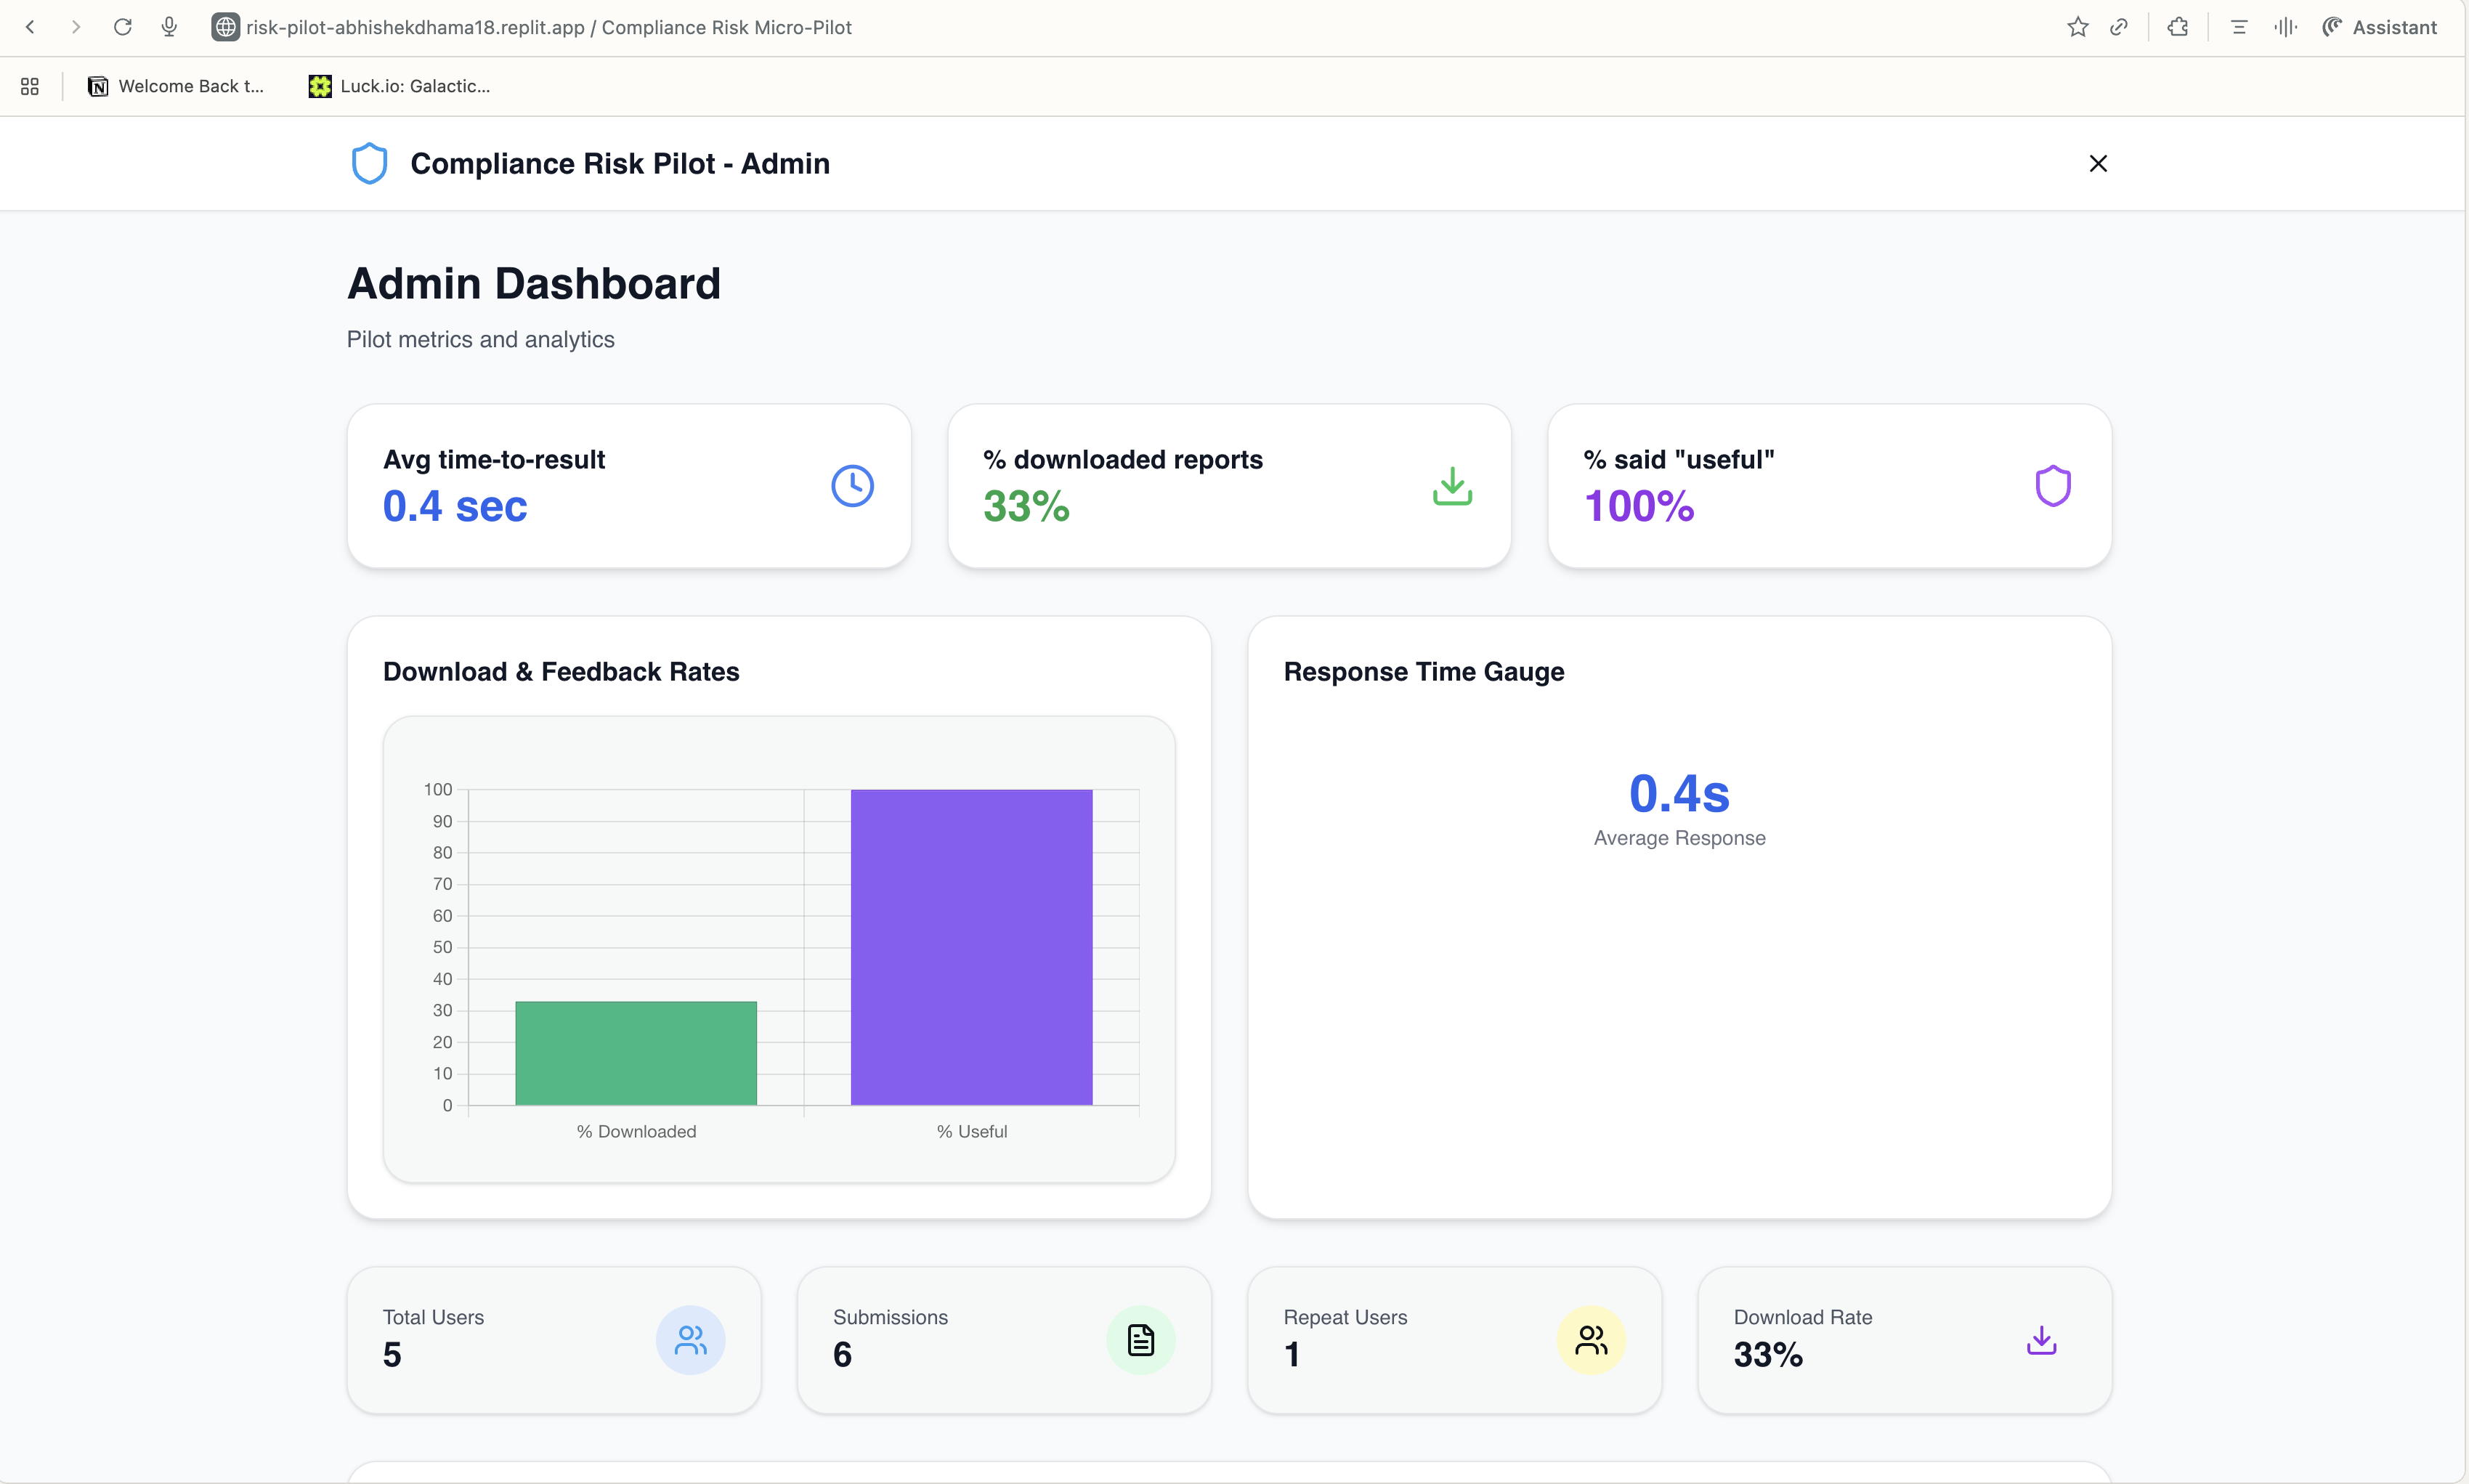 risk-pilot-abhishekdhama18.replit.app / Compliance Risk Micro-Pilot
Assistant
Welcome Back t...
Luck.io: Galactic...
Compliance Risk Pilot - Admin
Admin Dashboard
Pilot metrics and analytics
Avg time-to-result
0.4 sec
% downloaded reports
33%
% said "useful"
100%
Download & Feedback Rates
100
90
80
70
60
50
40
30
20
10
0
% Downloaded
% Useful
Response Time Gauge
0.4s
Average Response
Total Users
5
Submissions
6
Repeat Users
1
Download Rate
33%